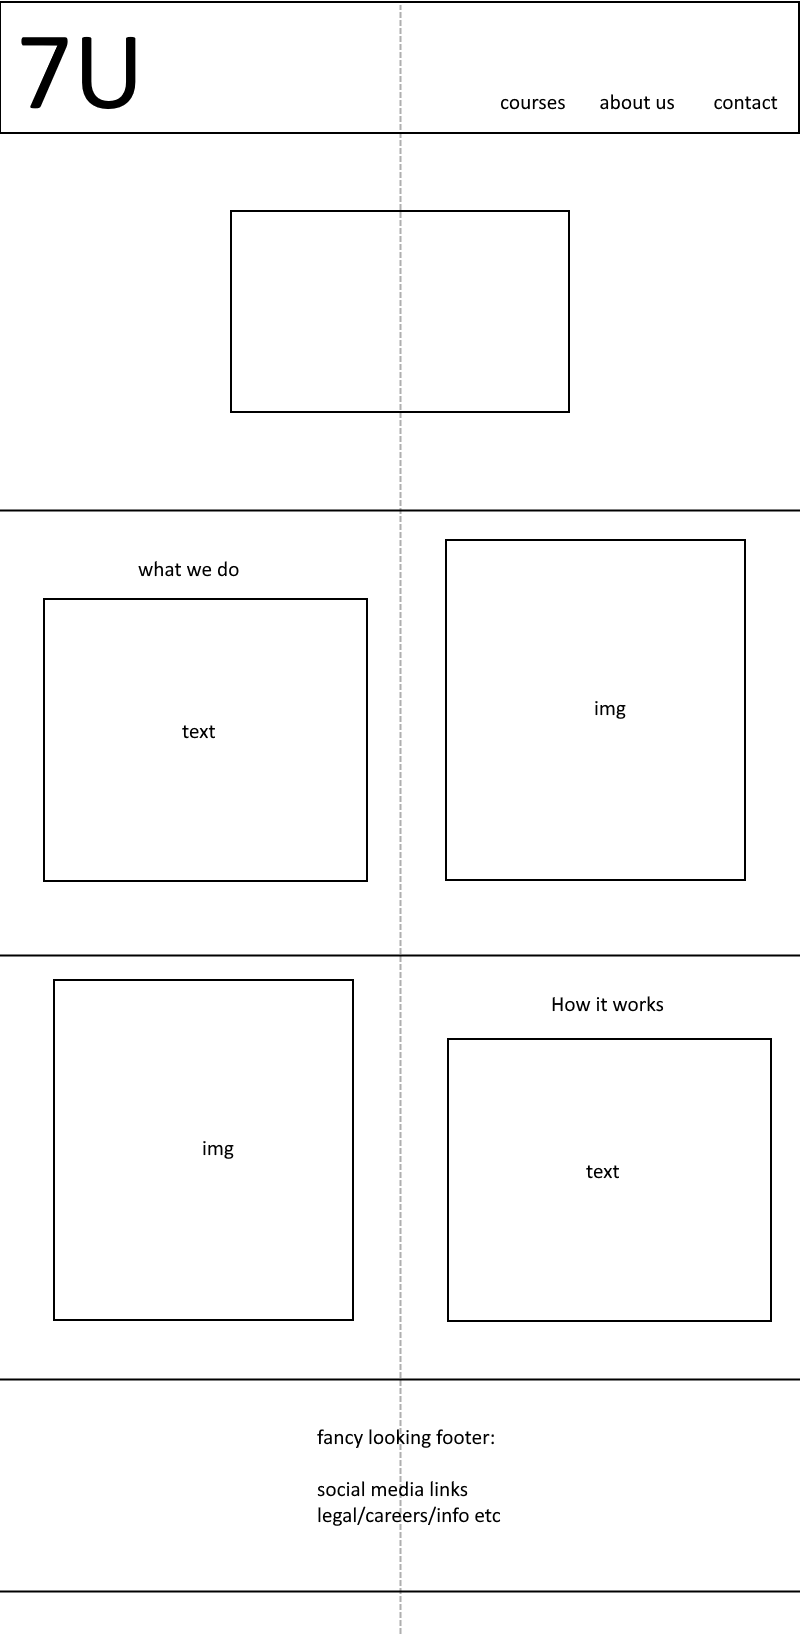 7U
courses about us contact
what we do
text
img
img
How it works
text
fancy looking footer:
social media links
legal/careers/info etc